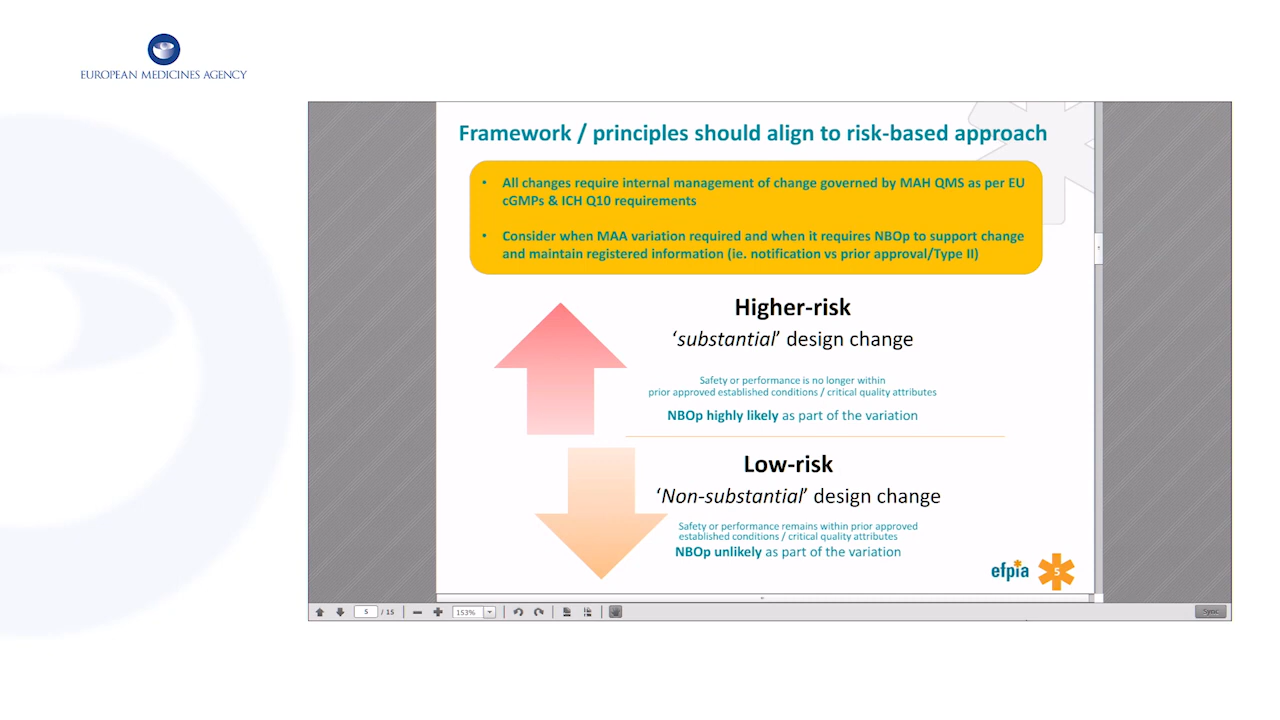 EUROPEAN MEDICINES AGENCY
Framework / principles should align to risk-based approach
• All changes require internal management of change governed by MAH QMS as per EU
cGMPs & ICH Q10 requirements
• Consider when MAA variation required and when it requires NBOp to support change
and maintain registered information (ie. notification vs prior approval/Type II)
Higher-risk
‘substantial’ design change
Safety or performance is no longer within
prior approved established conditions / critical quality attributes
NBOp highly likely as part of the variation
Low-risk
‘Non-substantial’ design change
Safety or performance remains within prior approved
established conditions / critical quality attributes
NBOp unlikely as part of the variation
efpia 5
5 / 15 153% Sync